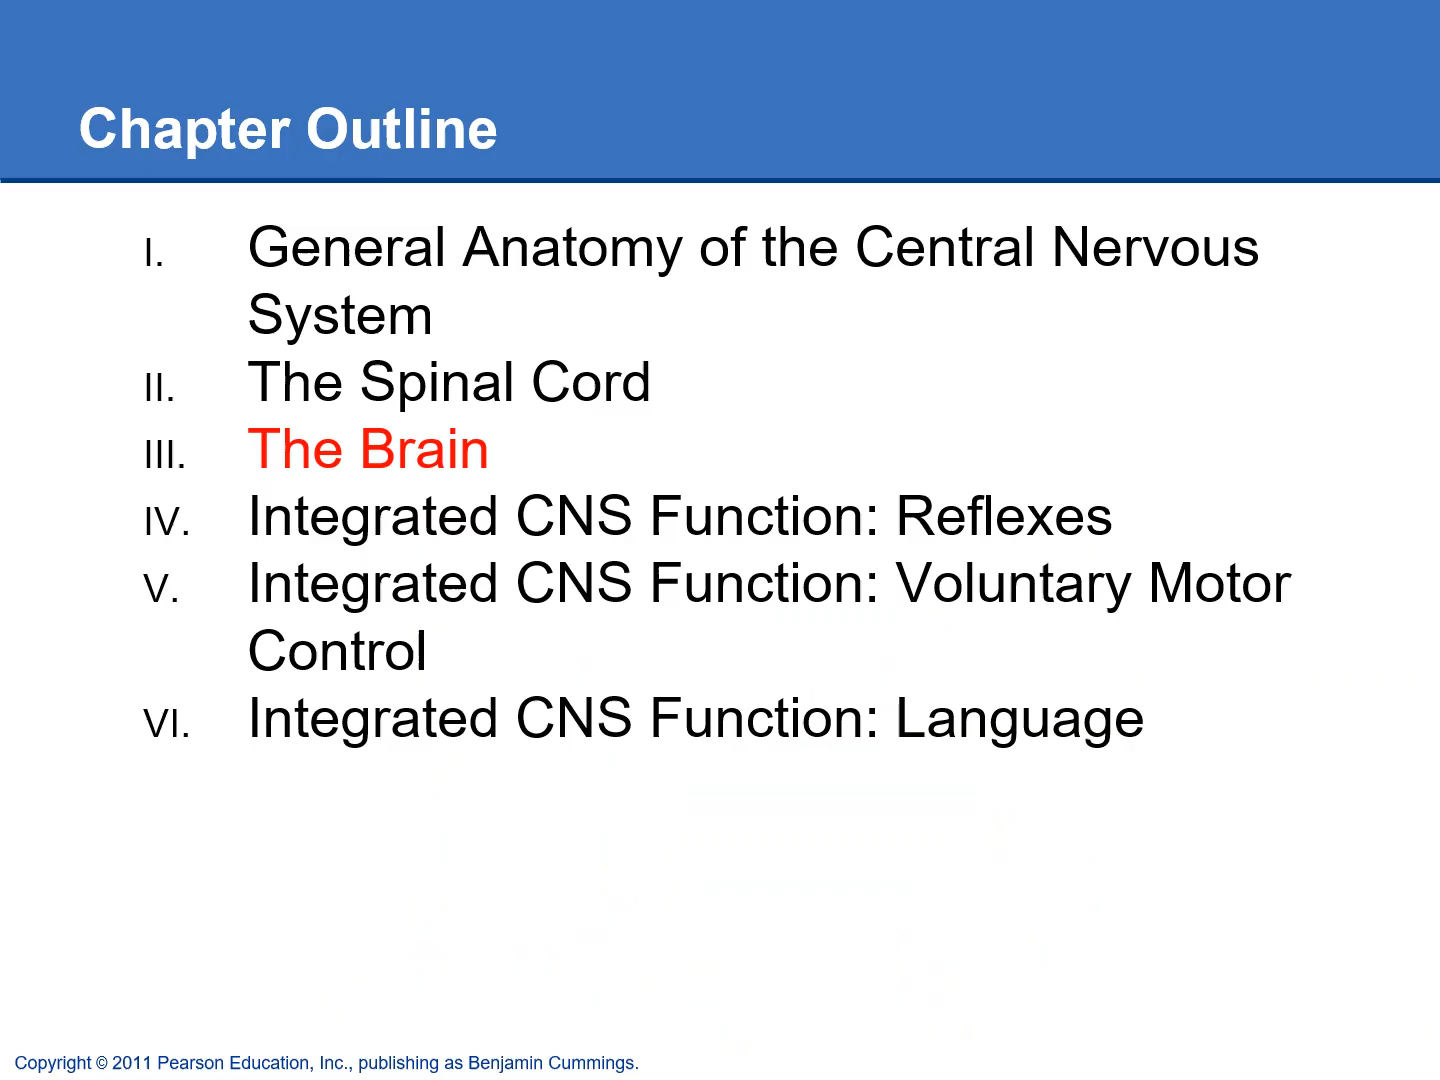 Chapter Outline
I. General Anatomy of the Central Nervous
System
II. The Spinal Cord
III. The Brain
IV. Integrated CNS Function: Reflexes
V. Integrated CNS Function: Voluntary Motor
Control
VI. Integrated CNS Function: Language
Copyright © 2011 Pearson Education, Inc., publishing as Benjamin Cummings.